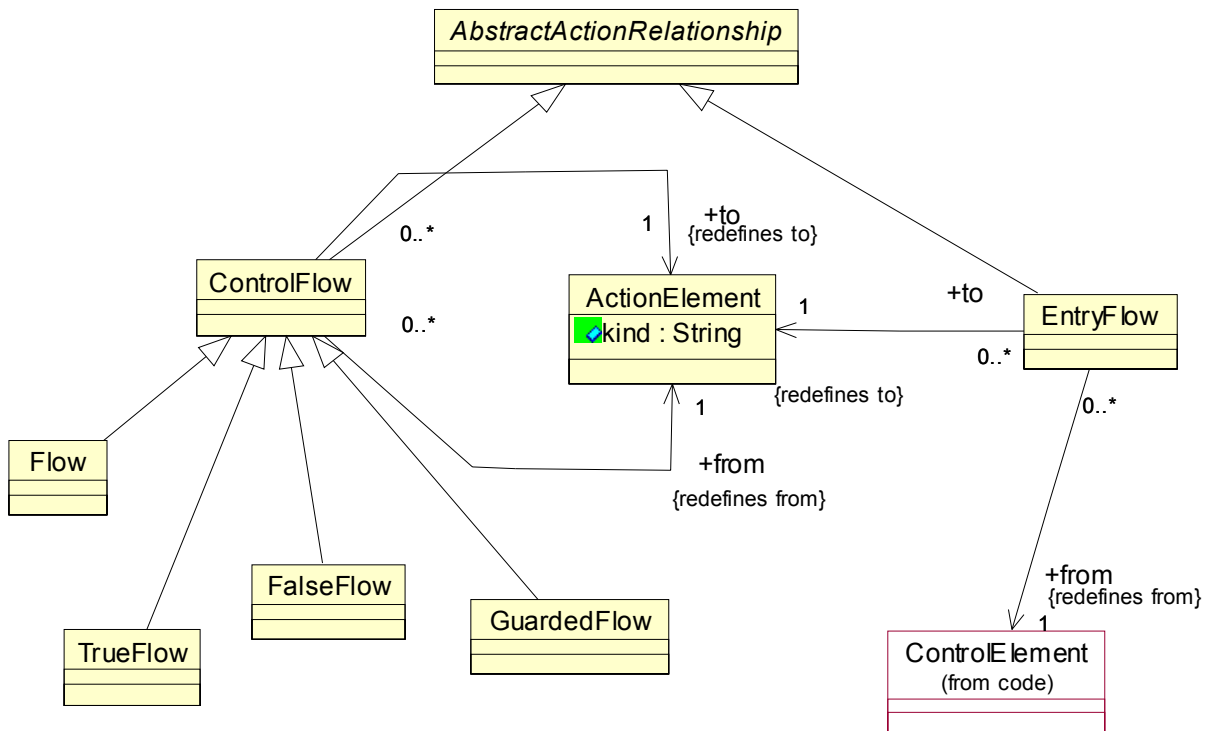 AbstractActionRelationship
0..*
1
+to
{redefines to}
ControlFlow
0..*
ActionElement
kind : String
1
+to
0..*
EntryFlow
{redefines to}
1
0..*
Flow
+from
{redefines from}
FalseFlow
GuardedFlow
TrueFlow
+from
{redefines from}
1
ControlElement
(from code)